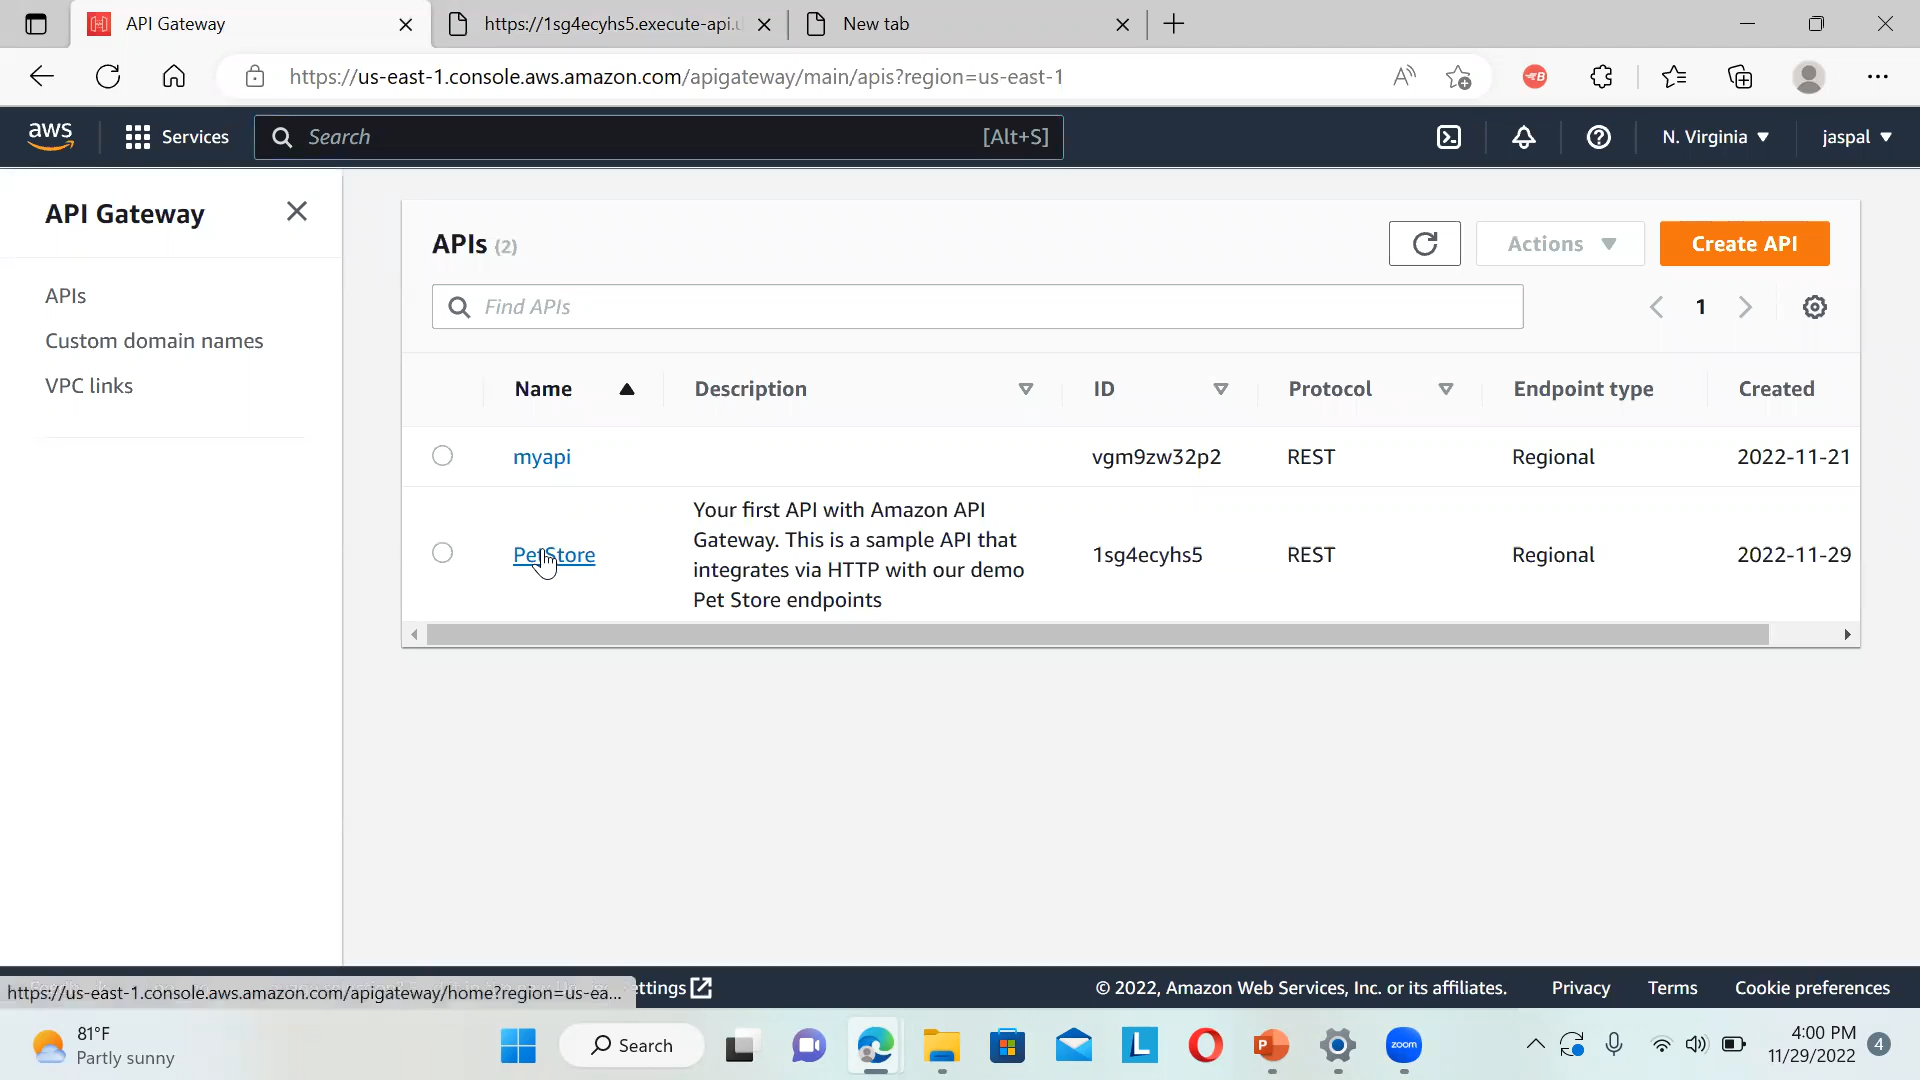 API Gateway
https://1sg4ecyhs5.execute-api.u
New tab
https://us-east-1.console.aws.amazon.com/apigateway/main/apis?region=us-east-1
aws
Services
Search
[Alt+S]
N. Virginia
jaspal
API Gateway
APIs
Custom domain names
VPC links
APIs (2)
Actions
Create API
Find APIs
1
Name
Description
ID
Protocol
Endpoint type
Created
myapi
vgm9zw32p2
REST
Regional
2022-11-21
PetStore
Your first API with Amazon API
Gateway. This is a sample API that
integrates via HTTP with our demo
Pet Store endpoints
1sg4ecyhs5
REST
Regional
2022-11-29
https://us-east-1.console.aws.amazon.com/apigateway/home?region=us-ea...
ettings
© 2022, Amazon Web Services, Inc. or its affiliates.
Privacy
Terms
Cookie preferences
81°F
Partly sunny
Search
zoom
4:00 PM
11/29/2022
4